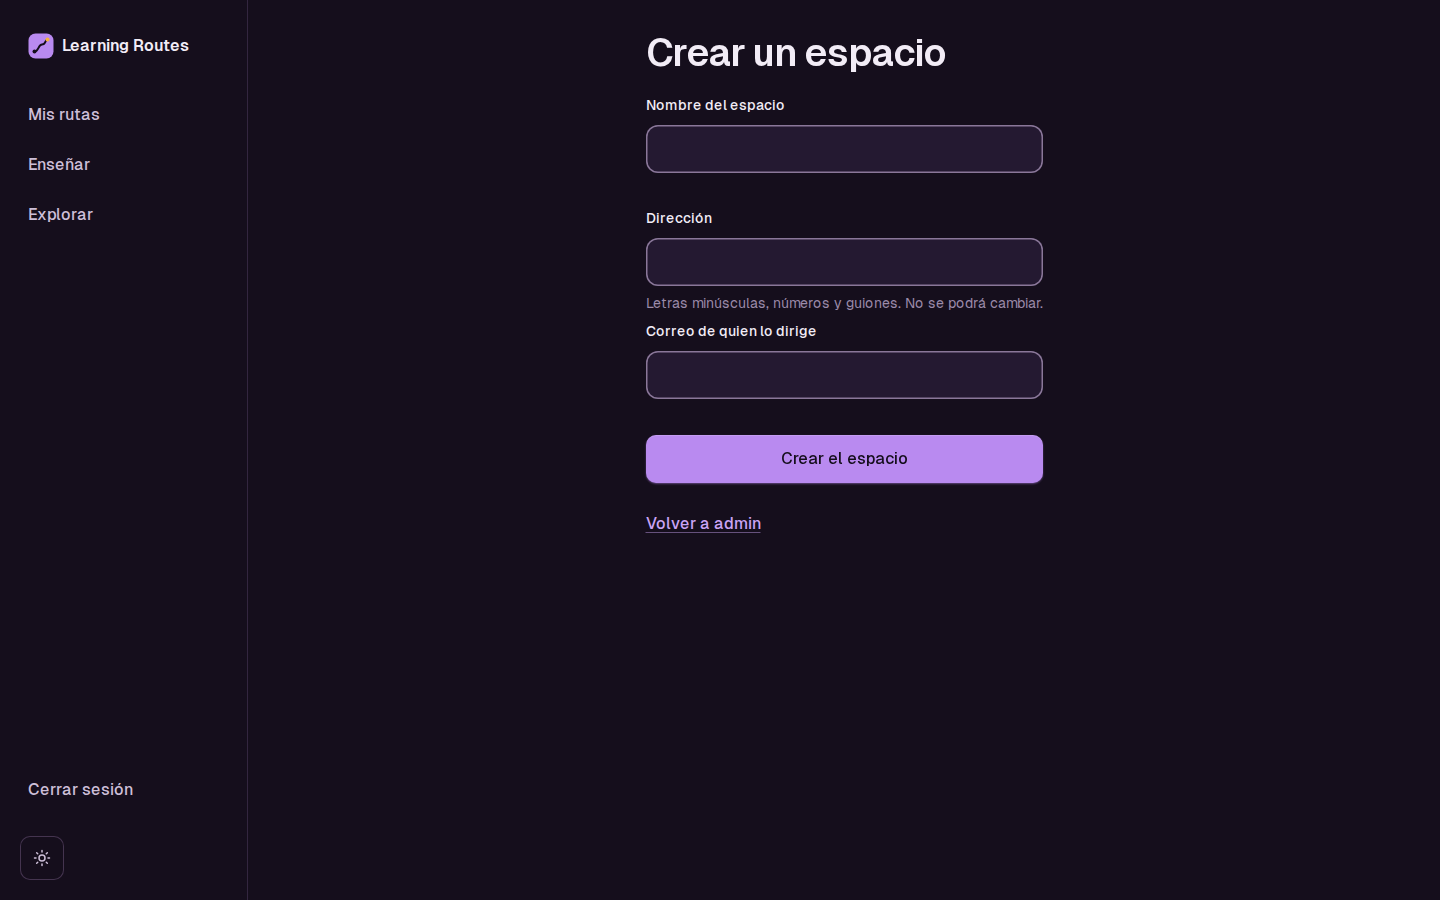 Learning Routes
Mis rutas
Enseñar
Explorar
Cerrar sesión
Crear un espacio
Nombre del espacio
Dirección
Letras minúsculas, números y guiones. No se podrá cambiar.
Correo de quien lo dirige
Crear el espacio
Volver a admin